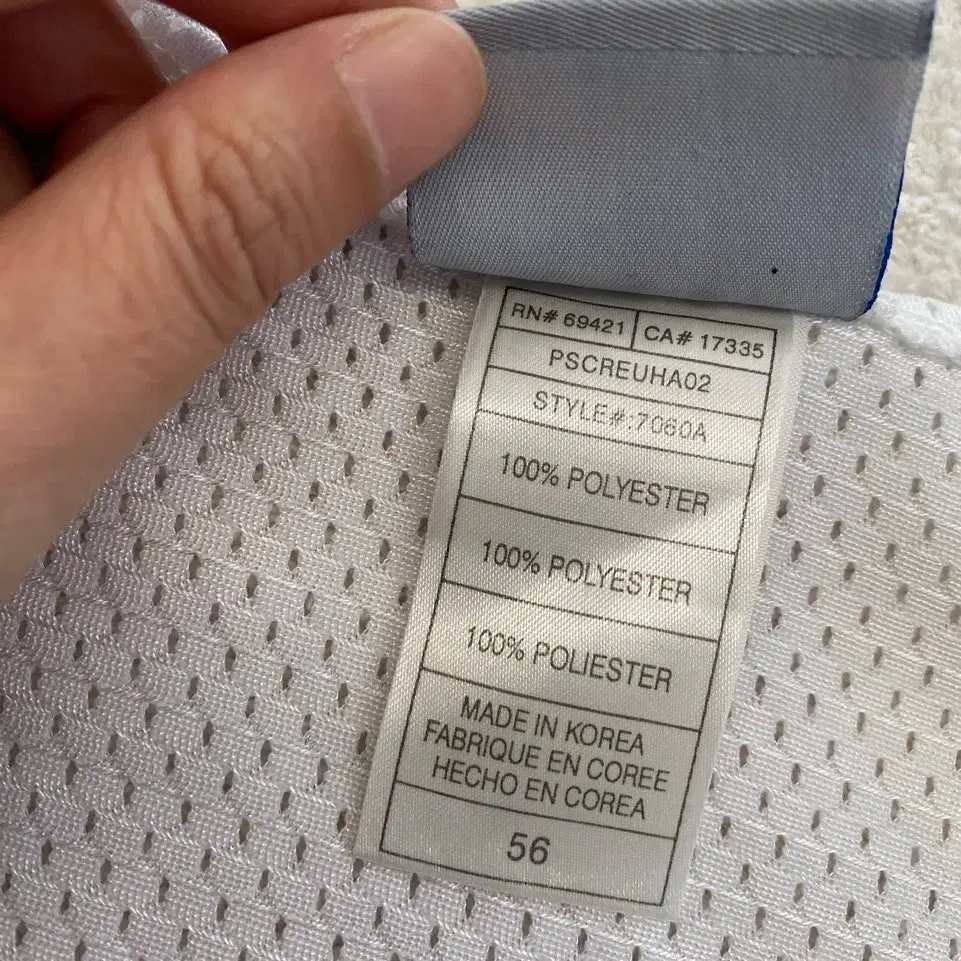 RN# 69421 CA# 17335
PSCREUHA02
STYLE#:7060A
100% POLYESTER
100% POLYESTER
100% POLIESTER
MADE IN KOREA
FABRIQUE EN COREE
HECHO EN COREA
56